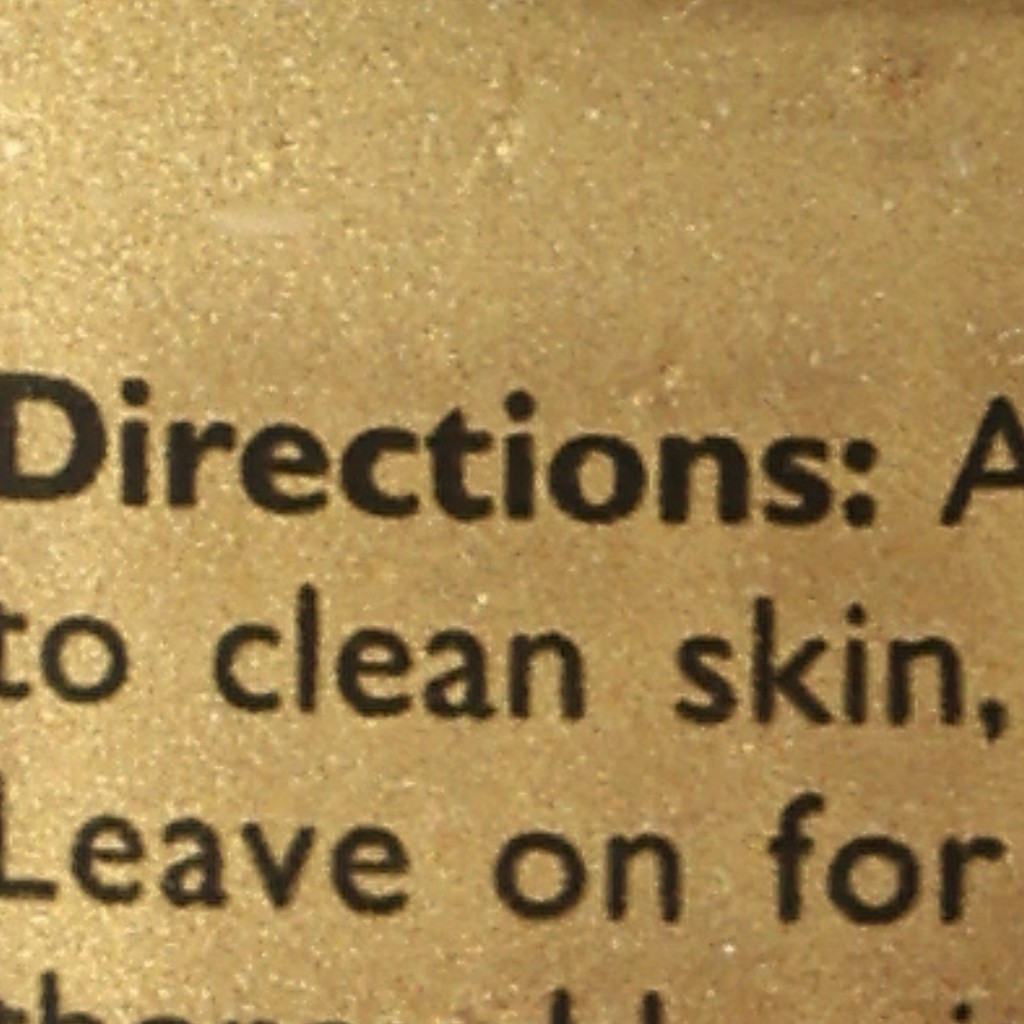 Directions: A
to clean skin,
Leave on for